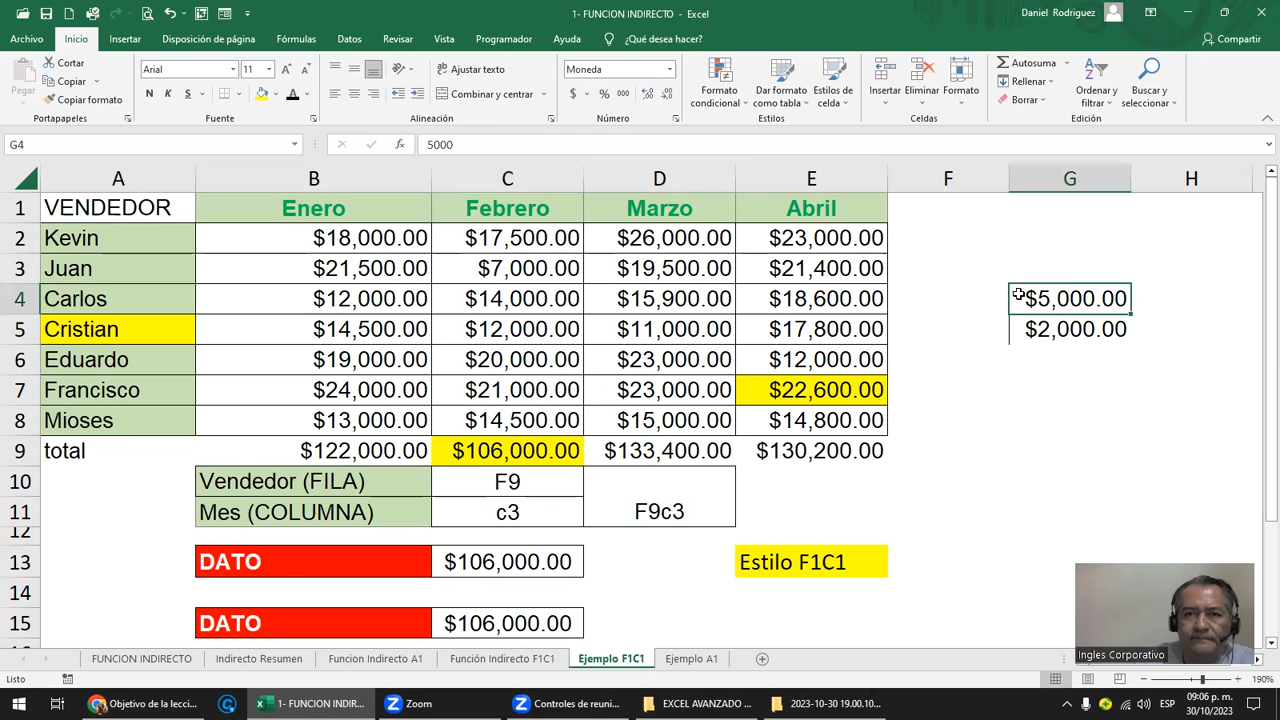 1- FUNCION INDIRECTO - Excel
Daniel Rodriguez
Archivo Inicio Insertar Disposición de página Fórmulas Datos Revisar Vista Programador Ayuda ¿Qué desea hacer? Compartir
Pegar
Cortar
Copiar
Copiar formato
Portapapeles
Arial 11
N K S
Fuente
Ajustar texto
Combinar y centrar
Alineación
Moneda
$ % 000
Número
Formato condicional
Dar formato como tabla
Estilos de celda
Estilos
Insertar Eliminar Formato
Celdas
Autosuma
Rellenar
Borrar
Ordenar y filtrar
Buscar y seleccionar
Edición
G4 fx 5000
A B C D E F G H
1 VENDEDOR Enero Febrero Marzo Abril
2 Kevin $18,000.00 $17,500.00 $26,000.00 $23,000.00
3 Juan $21,500.00 $7,000.00 $19,500.00 $21,400.00
4 Carlos $12,000.00 $14,000.00 $15,900.00 $18,600.00 $5,000.00
5 Cristian $14,500.00 $12,000.00 $11,000.00 $17,800.00 $2,000.00
6 Eduardo $19,000.00 $20,000.00 $23,000.00 $12,000.00
7 Francisco $24,000.00 $21,000.00 $23,000.00 $22,600.00
8 Mioses $13,000.00 $14,500.00 $15,000.00 $14,800.00
9 total $122,000.00 $106,000.00 $133,400.00 $130,200.00
10 Vendedor (FILA) F9
11 Mes (COLUMNA) c3 F9c3
12
13 DATO $106,000.00 Estilo F1C1
14
15 DATO $106,000.00
Ingles Corporativo
FUNCION INDIRECTO Indirecto Resumen Funcion Indirecto A1 Función Indirecto F1C1 Ejemplo F1C1 Ejemplo A1
Listo 190%
Objetivo de la lecci... 1- FUNCION INDIR... Zoom Controles de reuni... EXCEL AVANZADO ... 2023-10-30 19.00.10... ESP
09:06 p. m.
30/10/2023